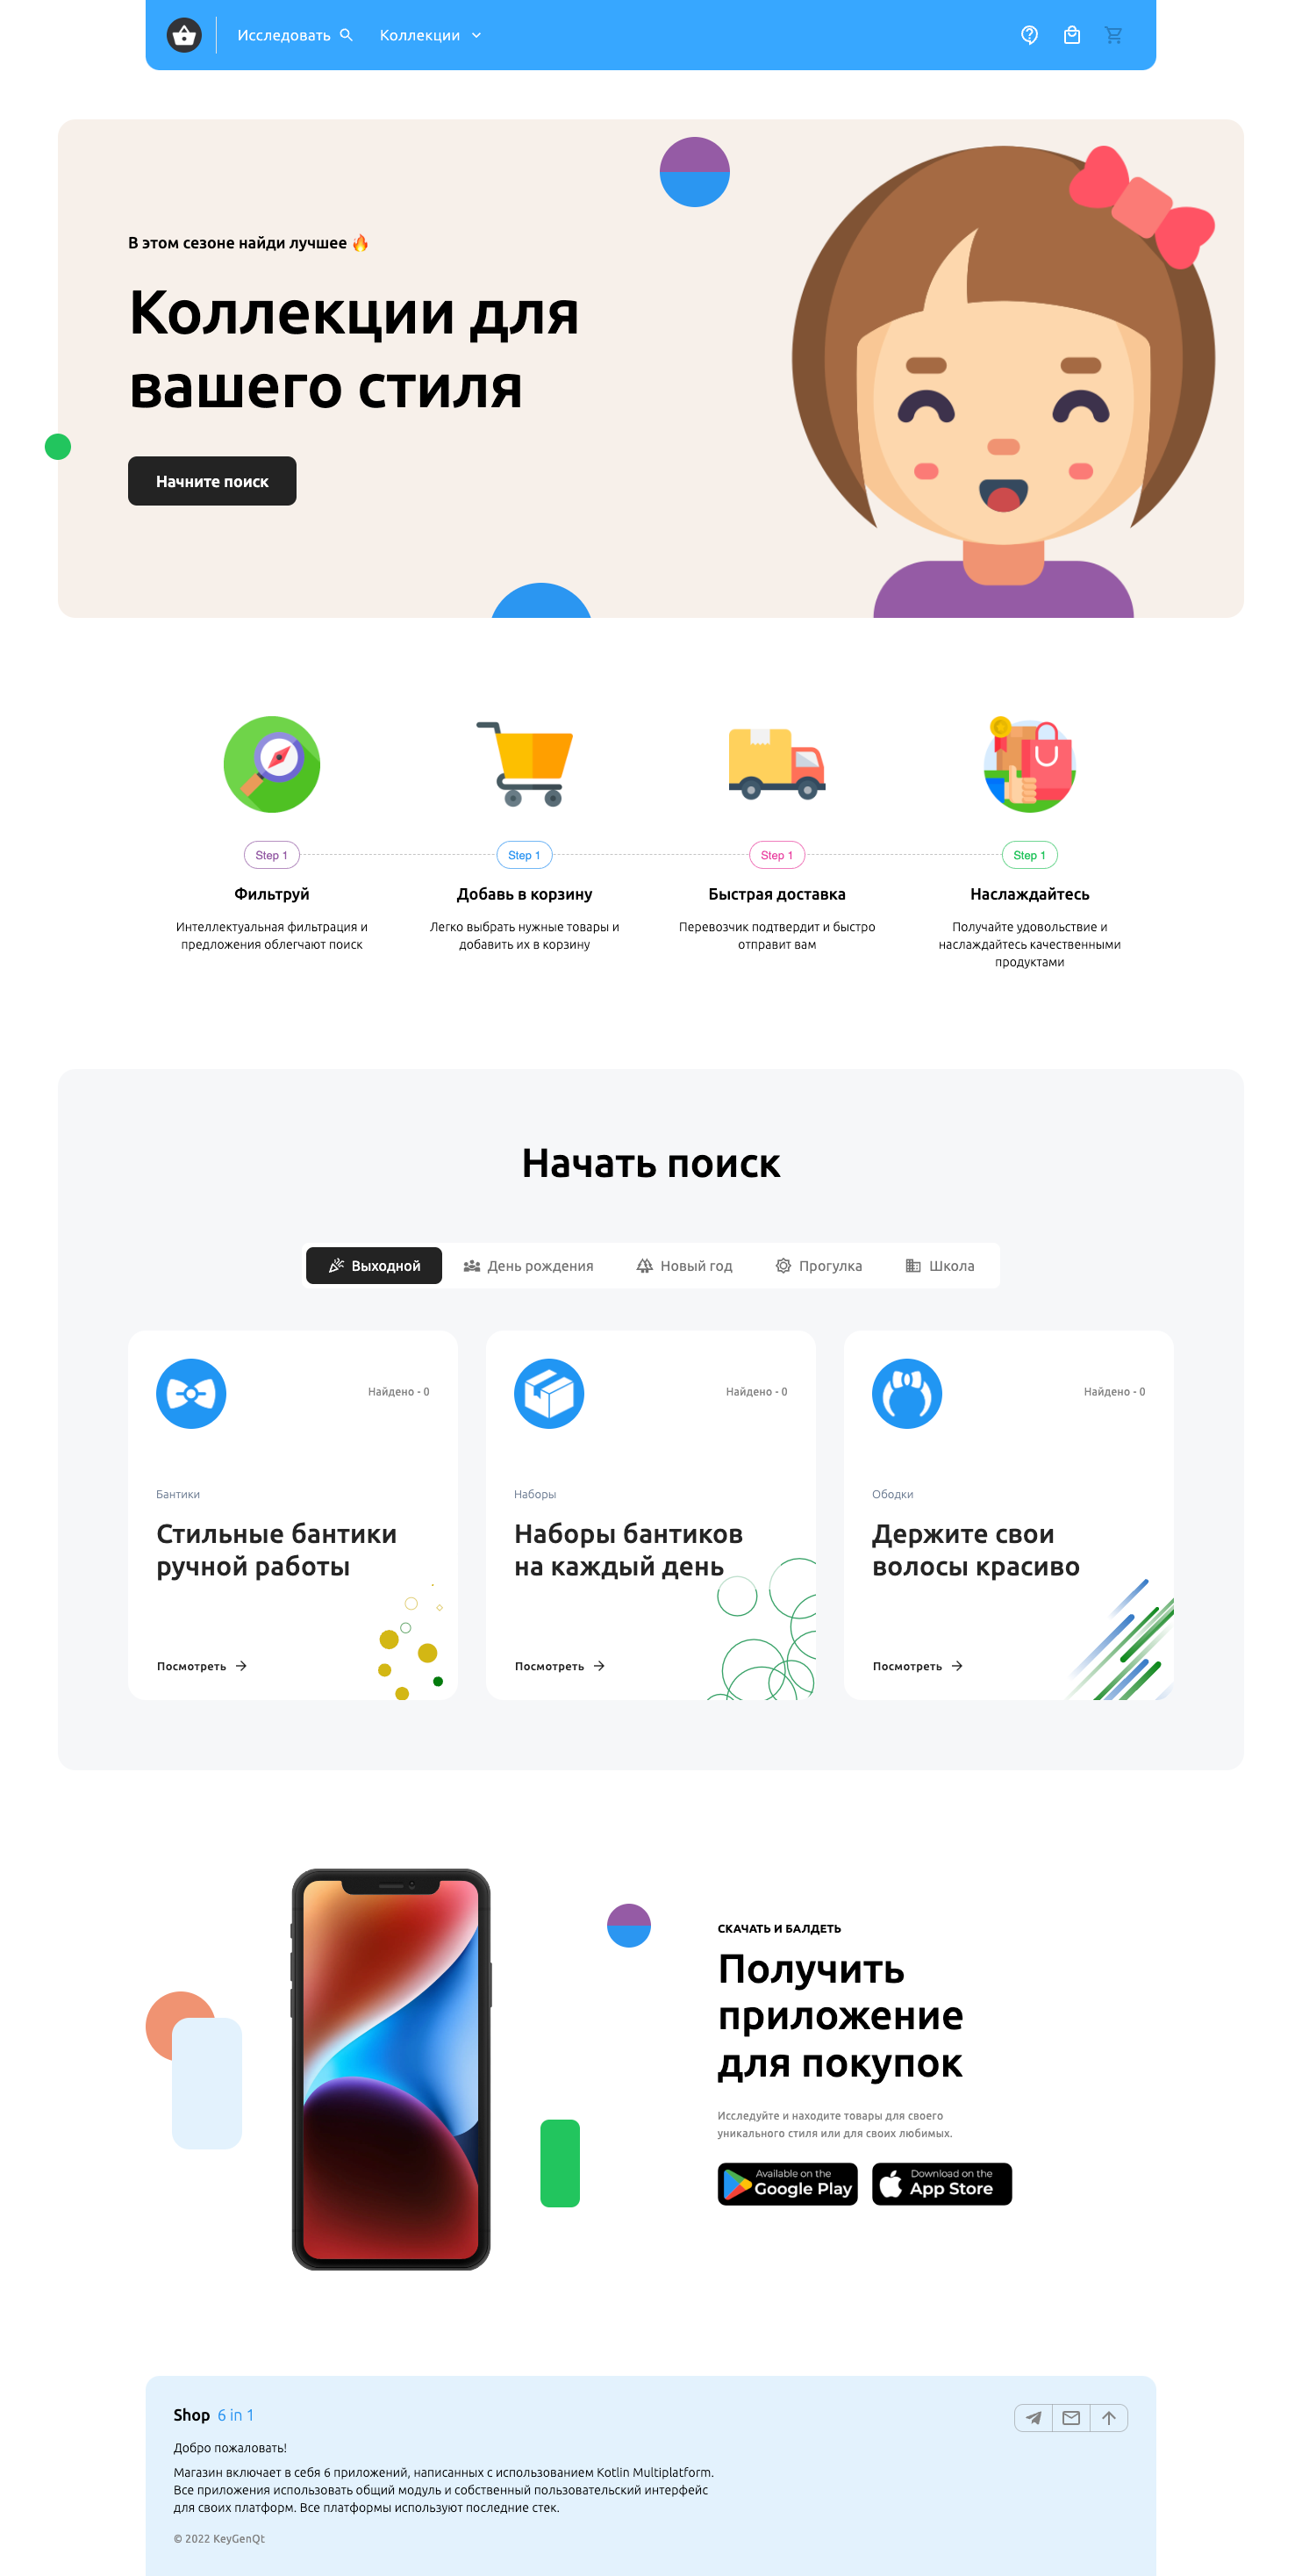 Исследовать
Коллекции
В этом сезоне найди лучшее 🔥
Коллекции для
вашего стиля
Начните поиск
Step 1
Step 1
Step 1
Step 1
Фильтруй
Интеллектуальная фильтрация и
предложения облегчают поиск
Добавь в корзину
Легко выбрать нужные товары и
добавить их в корзину
Быстрая доставка
Перевозчик подтвердит и быстро
отправит вам
Наслаждайтесь
Получайте удовольствие и
наслаждайтесь качественными
продуктами
Начать поиск
Выходной
День рождения
Новый год
Прогулка
Школа
Найдено - 0
Бантики
Стильные бантики
ручной работы
Посмотреть
Найдено - 0
Наборы
Наборы бантиков
на каждый день
Посмотреть
Найдено - 0
Ободки
Держите свои
волосы красиво
Посмотреть
СКАЧАТЬ И БАЛДЕТЬ
Получить
приложение
для покупок
Исследуйте и находите товары для своего
уникального стиля или для своих любимых.
Available on the
Google Play
Download on the
App Store
Shop 6 in 1
Добро пожаловать!
Магазин включает в себя 6 приложений, написанных с использованием Kotlin Multiplatform.
Все приложения использовать общий модуль и собственный пользовательский интерфейс
для своих платформ. Все платформы используют последние стек.
© 2022 KeyGenQt